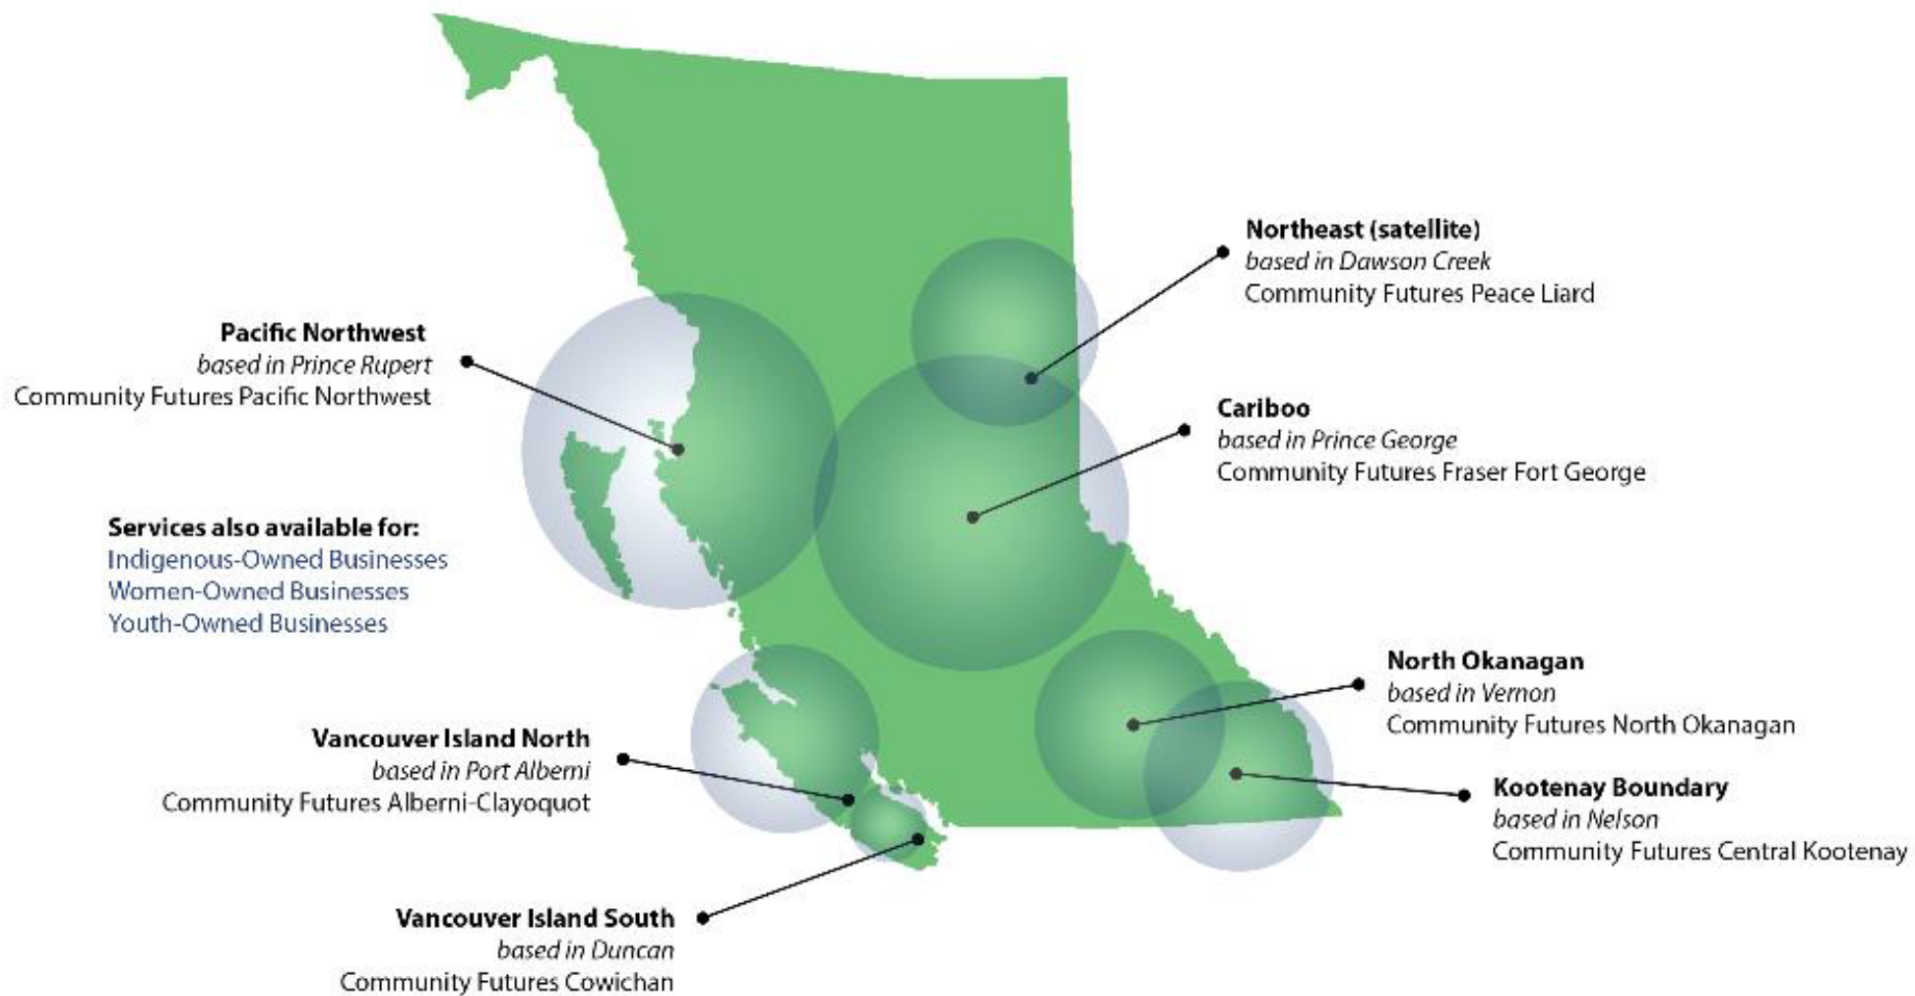 Northeast (satellite)
based in Dawson Creek
Community Futures Peace Liard
Pacific Northwest
based in Prince Rupert
Community Futures Pacific Northwest
Cariboo
based in Prince George
Community Futures Fraser Fort George
Services also available for:
Indigenous-Owned Businesses
Women-Owned Businesses
Youth-Owned Businesses
North Okanagan
based in Vernon
Community Futures North Okanagan
Vancouver Island North
based in Port Alberni
Community Futures Alberni-Clayoquot
Kootenay Boundary
based in Nelson
Community Futures Central Kootenay
Vancouver Island South
based in Duncan
Community Futures Cowichan